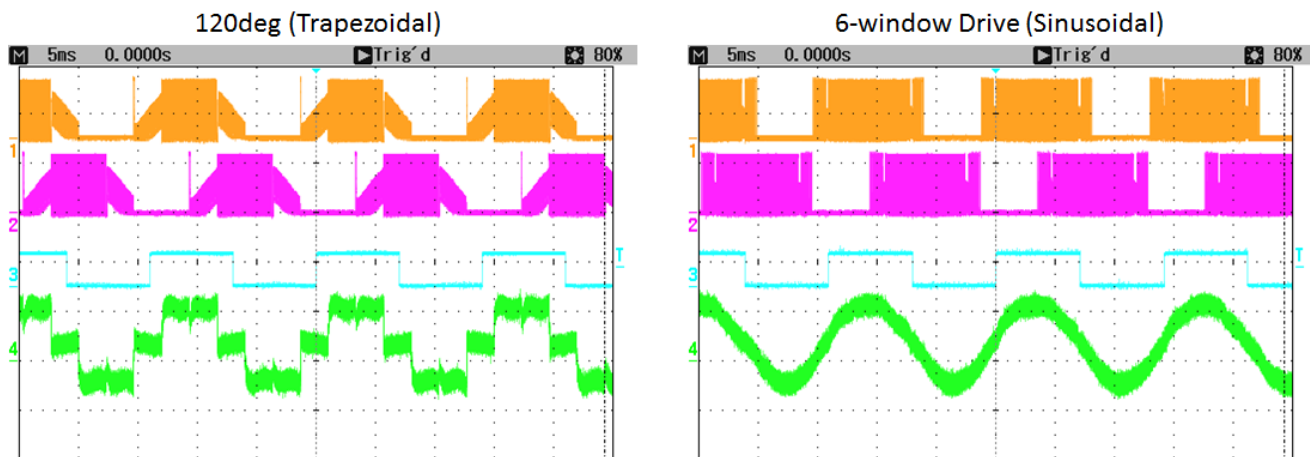 120deg (Trapezoidal)
M 5ms 0.0000s Trig'd 80%
1
2
3
T
4
6-window Drive (Sinusoidal)
M 5ms 0.0000s Trig'd 80%
1
2
3
T
4